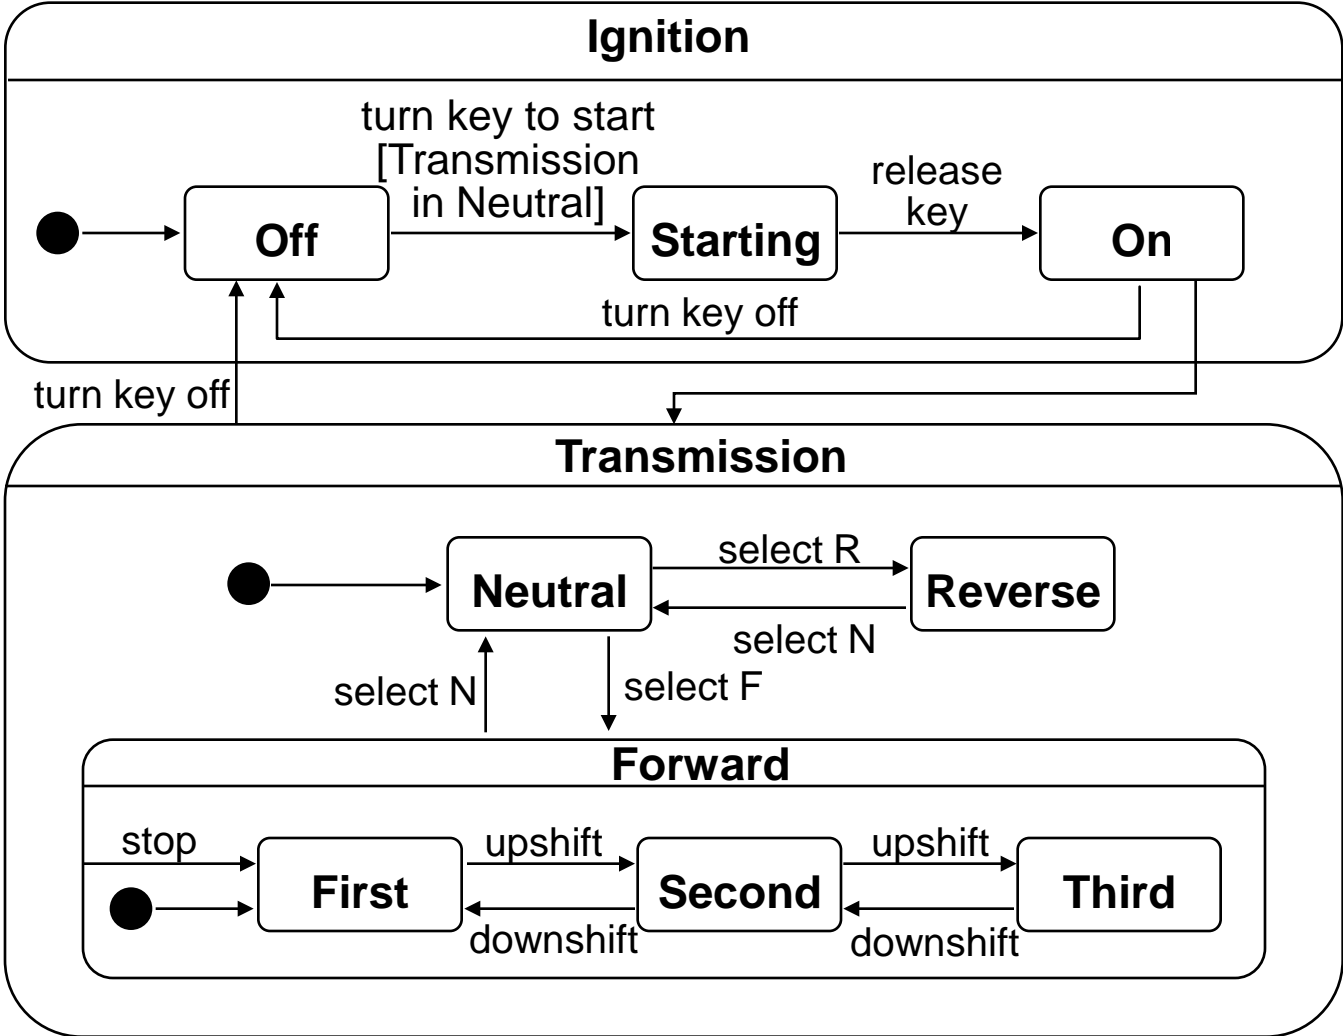 Ignition
turn key to start
[Transmission
in Neutral]
release
key
Off
Starting
On
turn key off
turn key off
Transmission
select R
Neutral
Reverse
select N
select N
select F
Forward
stop
upshift
upshift
First
Second
Third
downshift
downshift